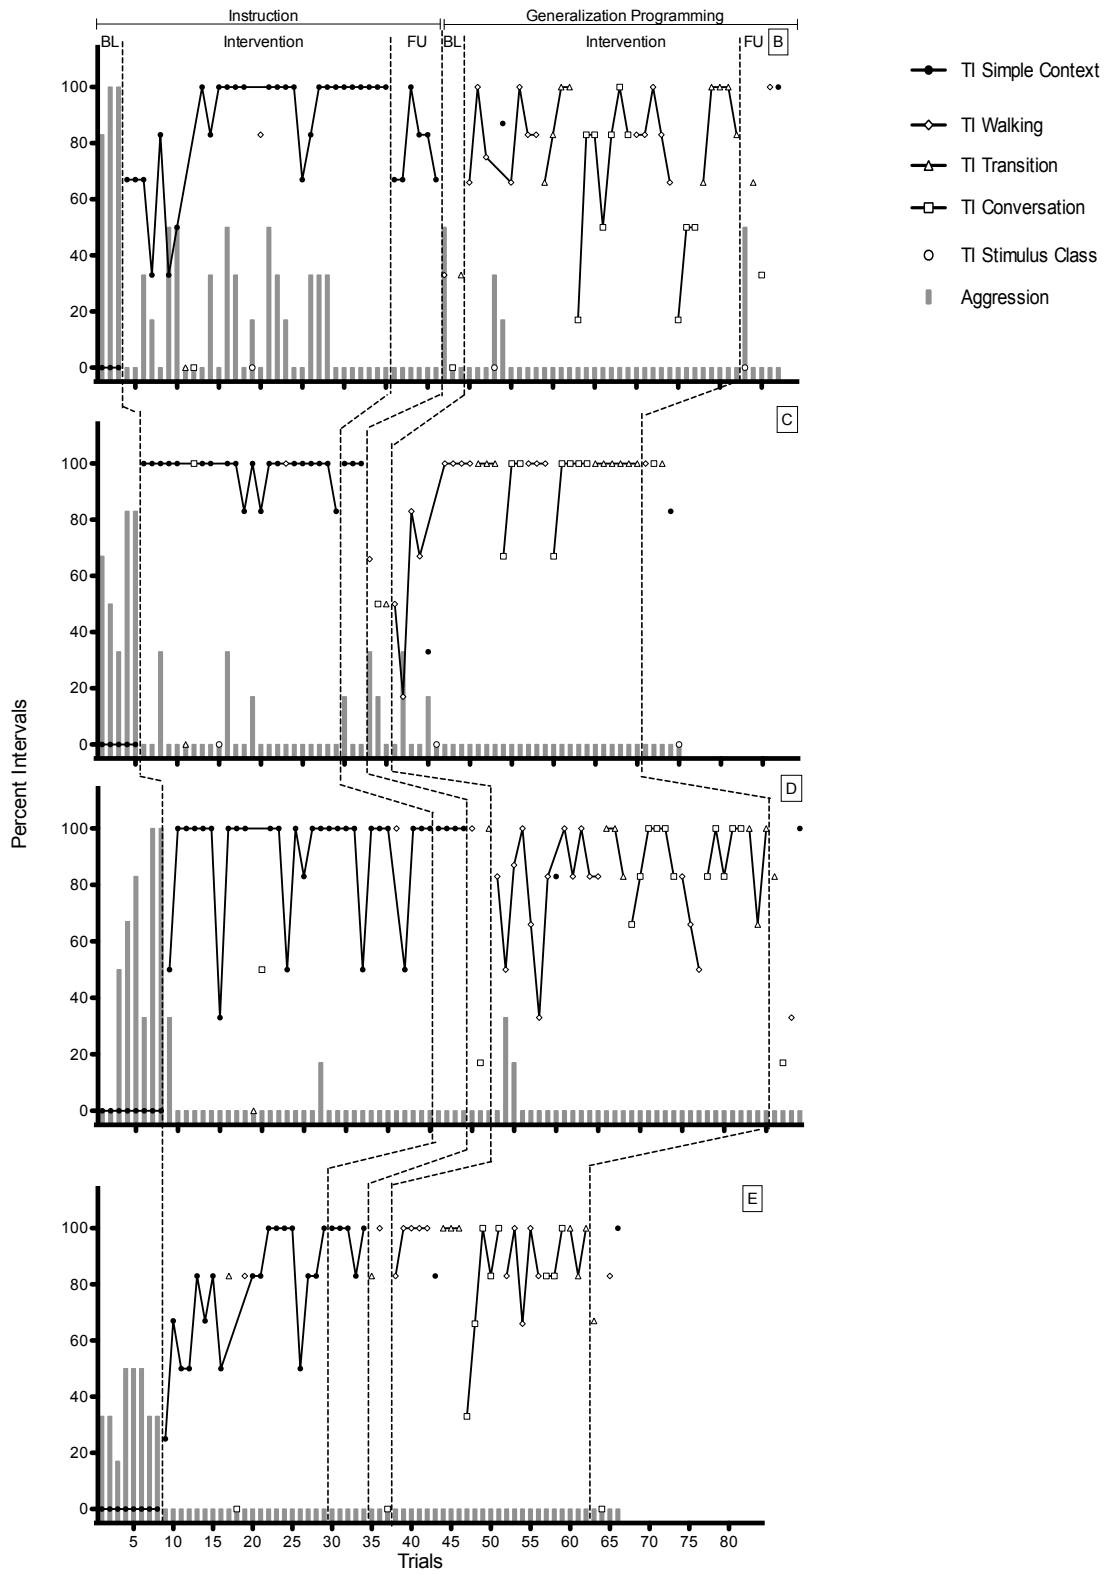 Instruction Generalization Programming
BL Intervention FU BL Intervention FU B
100
80
60
40
20
0
TI Simple Context
TI Walking
TI Transition
TI Conversation
TI Stimulus Class
Aggression
C
100
80
60
40
20
0
Percent Intervals
D
100
80
60
40
20
0
E
100
80
60
40
20
0
5 10 15 20 25 30 35 40 45 50 55 60 65 70 75 80
Trials